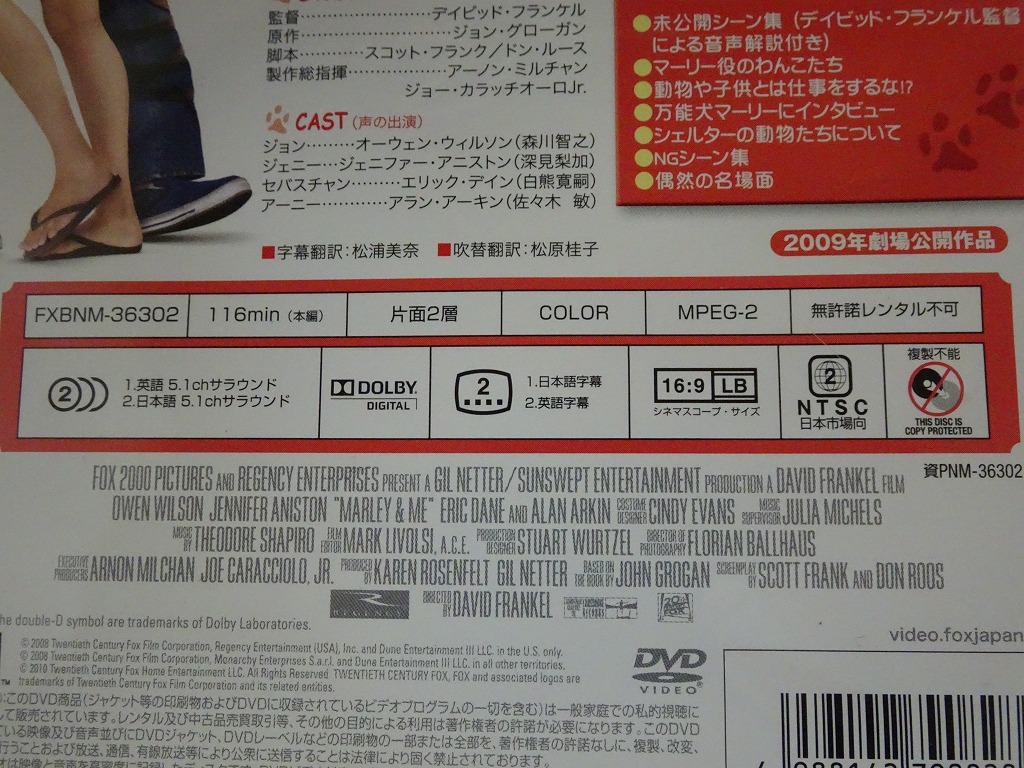 監督……………デイビッド・フランケル
原作………………ジョン・グローガン
脚本…………スコット・フランク／ドン・ルース
製作総指揮……………アーノン・ミルチャン
ジョー・カラッチオーロJr.
CAST（声の出演）
ジョン………オーウェン・ウィルソン（森川智之）
ジェニー…ジェニファー・アニストン（深見梨加）
セバスチャン………エリック・デイン（白熊寛嗣）
アーニー…………アラン・アーキン（佐々木 敏）
■字幕翻訳：松浦美奈 ■吹替翻訳：松原桂子
●未公開シーン集（デイビッド・フランケル監督
による音声解説付き）
●マーリー役のわんこたち
●動物や子供とは仕事をするな!?
●万能犬マーリーにインタビュー
●シェルターの動物たちについて
●NGシーン集
●偶然の名場面
2009年劇場公開作品
FXBNM-36302 116min（本編） 片面2層 COLOR MPEG-2 無許諾レンタル不可
2 1.英語 5.1chサラウンド
2.日本語 5.1chサラウンド
DOLBY DIGITAL
2 1.日本語字幕
2.英語字幕
16:9 LB
シネマスコープ・サイズ
2
NTSC
日本市場向
複製不能
THIS DISC IS
COPY PROTECTED
資PNM-36302
FOX 2000 PICTURES AND REGENCY ENTERPRISES PRESENT A GIL NETTER/SUNSWEPT ENTERTAINMENT PRODUCTION A DAVID FRANKEL FILM
OWEN WILSON JENNIFER ANISTON "MARLEY & ME" ERIC DANE AND ALAN ARKIN COSTUME DESIGNER CINDY EVANS MUSIC SUPERVISOR JULIA MICHELS
MUSIC BY THEODORE SHAPIRO FILM EDITOR MARK LIVOLSI, A.C.E. PRODUCTION DESIGNER STUART WURTZEL DIRECTOR OF PHOTOGRAPHY FLORIAN BALLHAUS
EXECUTIVE PRODUCERS ARNON MILCHAN JOE CARACCIOLO, JR. PRODUCED BY KAREN ROSENFELT GIL NETTER BASED ON THE BOOK BY JOHN GROGAN SCREENPLAY BY SCOTT FRANK AND DON ROOS
DIRECTED BY DAVID FRANKEL
he double-D symbol are trademarks of Dolby Laboratories.
© 2008 Twentieth Century Fox Film Corporation, Regency Entertainment (USA), Inc. and Dune Entertainment III LLC. in the U.S. only.
© 2008 Twentieth Century Fox Film Corporation, Monarchy Enterprises S.a.r.l. and Dune Entertainment III LLC. in all other territories.
© 2010 Twentieth Century Fox Home Entertainment LLC. All Rights Reserved. TWENTIETH CENTURY FOX, FOX and associated logos are
trademarks of Twentieth Century Fox Film Corporation and its related entities.
DVD
VIDEO
video.foxjapan
:このDVD商品（ジャケット等の印刷物およびDVDに収録されているビデオプログラムの一切を含む）は一般家庭での私的視聴に
て販売されています。レンタル及び中古品売買取引等、その他の目的による利用は著作権者の許諾が必要になります。このDVD
ている映像及び音声並びにDVDジャケット、DVDレーベルなどの印刷物の一部または全部を、著作権者の許諾なしに、複製、改変、
行うことおよび放送、通信、有線放送等により公衆に送信することは法律により固く禁止されております。